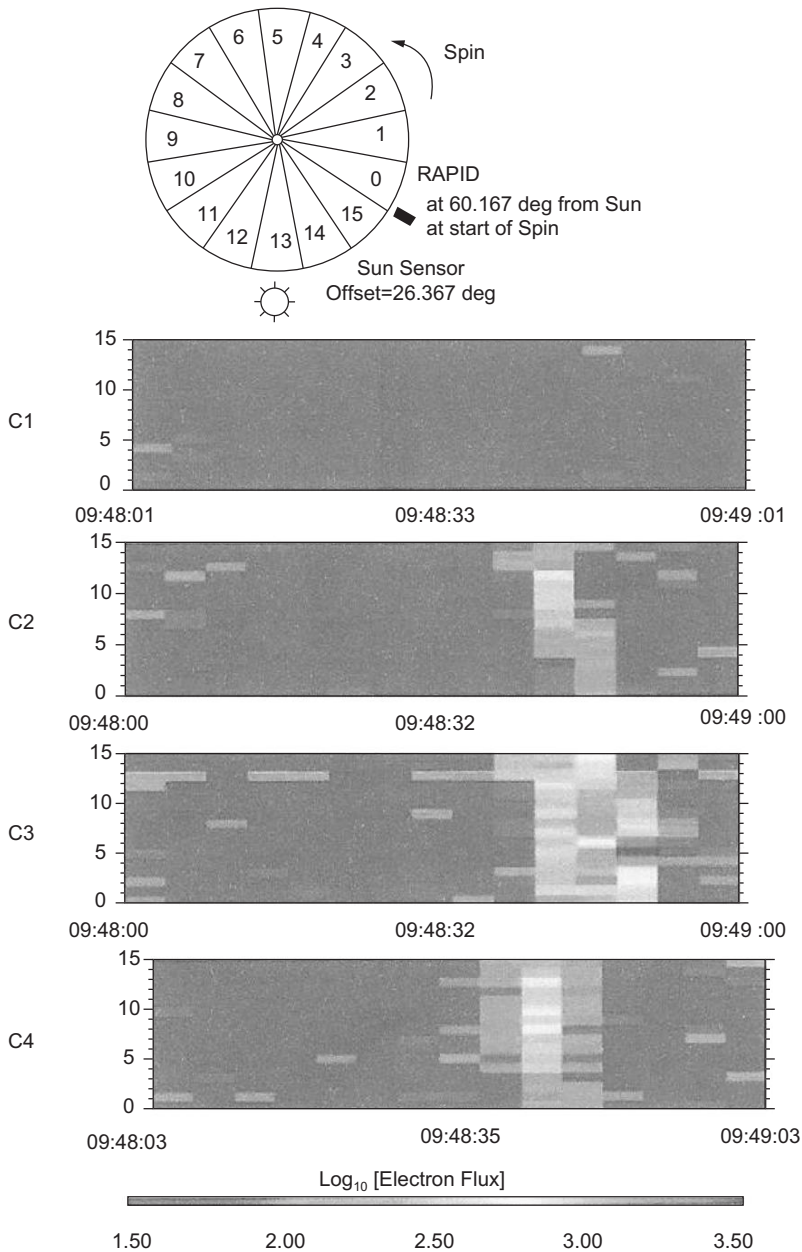 6 5 4
7 3 Spin
8 2
9 1
10 0 RAPID
11 15 at 60.167 deg from Sun
12 13 14 at start of Spin
Sun Sensor
Offset=26.367 deg
15
10
C1
5
0
09:48:01 09:48:33 09:49 :01
15
10
C2
5
0
09:48:00 09:48:32 09:49 :00
15
10
C3
5
0
09:48:00 09:48:32 09:49 :00
15
10
C4
5
0
09:48:03 09:48:35 09:49:03
Log₁₀ [Electron Flux]
1.50 2.00 2.50 3.00 3.50